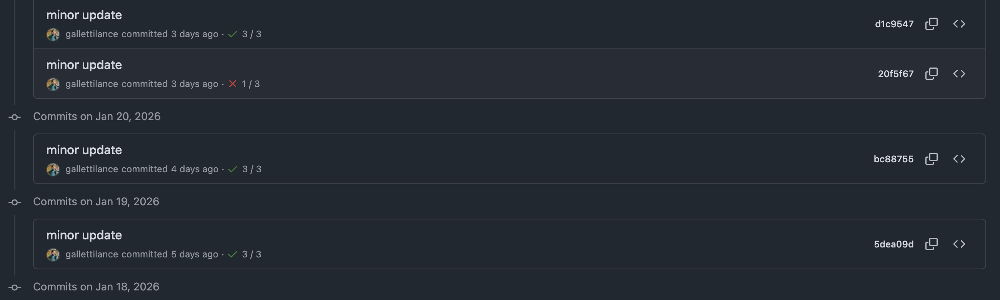 minor update
gallettilance committed 3 days ago · 3 / 3
d1c9547
minor update
gallettilance committed 3 days ago · 1 / 3
20f5f67
Commits on Jan 20, 2026
minor update
gallettilance committed 4 days ago · 3 / 3
bc88755
Commits on Jan 19, 2026
minor update
gallettilance committed 5 days ago · 3 / 3
5dea09d
Commits on Jan 18, 2026